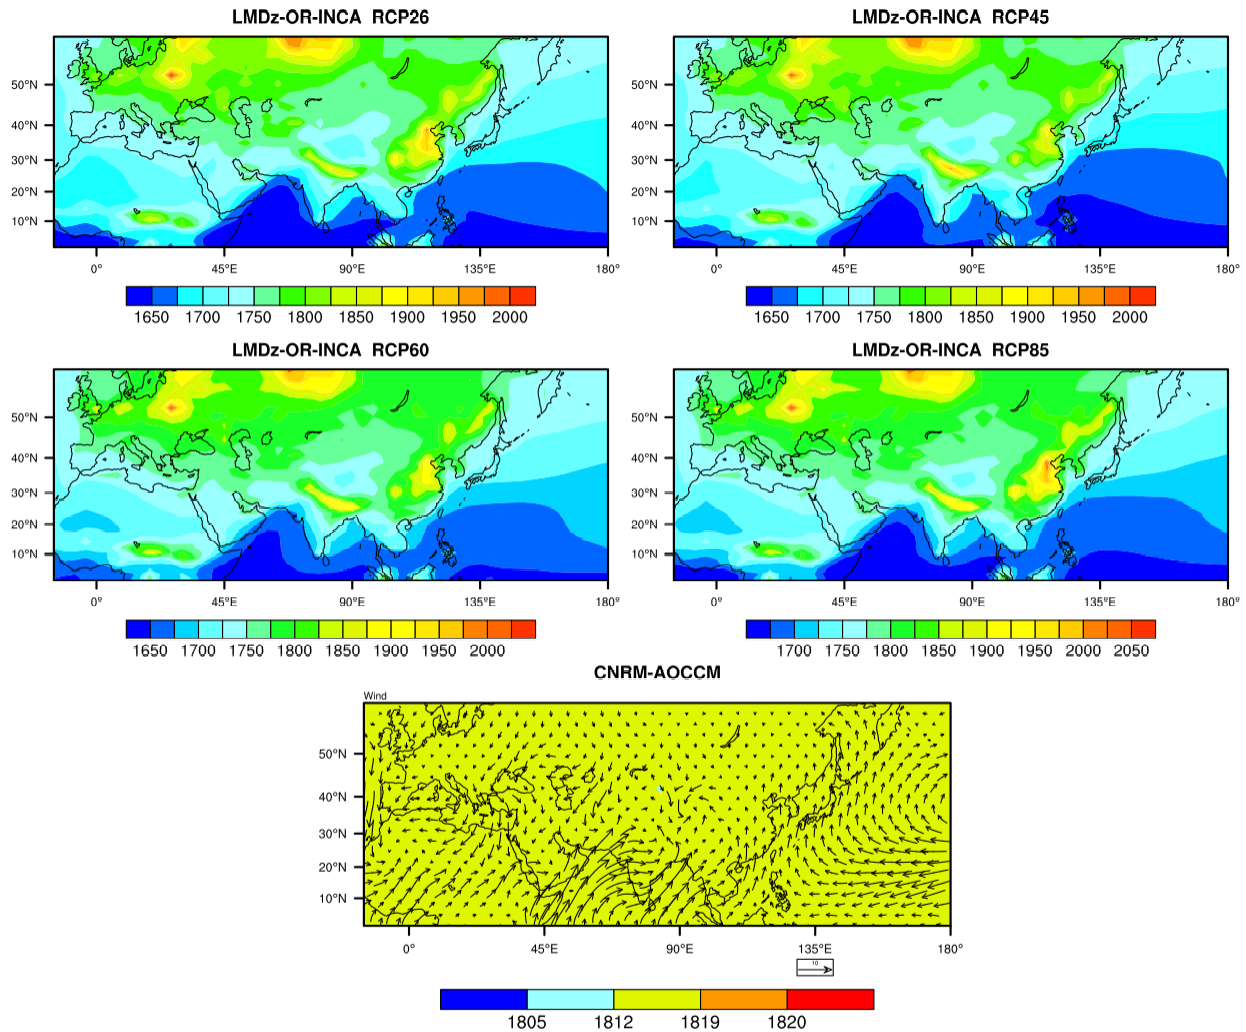 LMDz-OR-INCA RCP26
50°N
40°N
30°N
20°N
10°N
0° 45°E 90°E 135°E 180°
1650 1700 1750 1800 1850 1900 1950 2000
LMDz-OR-INCA RCP45
50°N
40°N
30°N
20°N
10°N
0° 45°E 90°E 135°E 180°
1650 1700 1750 1800 1850 1900 1950 2000
LMDz-OR-INCA RCP60
50°N
40°N
30°N
20°N
10°N
0° 45°E 90°E 135°E 180°
1650 1700 1750 1800 1850 1900 1950 2000
LMDz-OR-INCA RCP85
50°N
40°N
30°N
20°N
10°N
0° 45°E 90°E 135°E 180°
1700 1750 1800 1850 1900 1950 2000 2050
CNRM-AOCCM
Wind
50°N
40°N
30°N
20°N
10°N
0° 45°E 90°E 135°E 180°
10
1805 1812 1819 1820